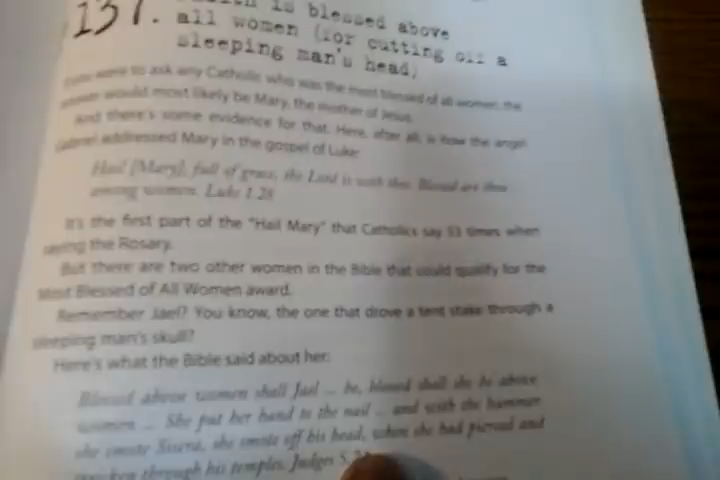 137. is blessed above
all women (for cutting off a
sleeping man's head)
to ask any Catholic who was the most blessed of all women, the
would most likely be Mary, the mother of Jesus.
And there's some evidence for that. Here, after all, is how the angel
Gabriel addressed Mary in the gospel of Luke:
Hail [Mary], full of grace, the Lord is with thee. Blessed are thou
among women. Luke 1:28
It's the first part of the "Hail Mary" that Catholics say 53 times when
saying the Rosary.
But there are two other women in the Bible that could qualify for the
Most Blessed of All Women award.
Remember Jael? You know, the one that drove a tent stake through a
sleeping man's skull?
Here's what the Bible said about her:
Blessed above women shall Jael ... be, blessed shall she be above
women ... She put her hand to the nail ... and with the hammer
she smote Sisera, she smote off his head, when she had pierced and
stricken through his temples. Judges